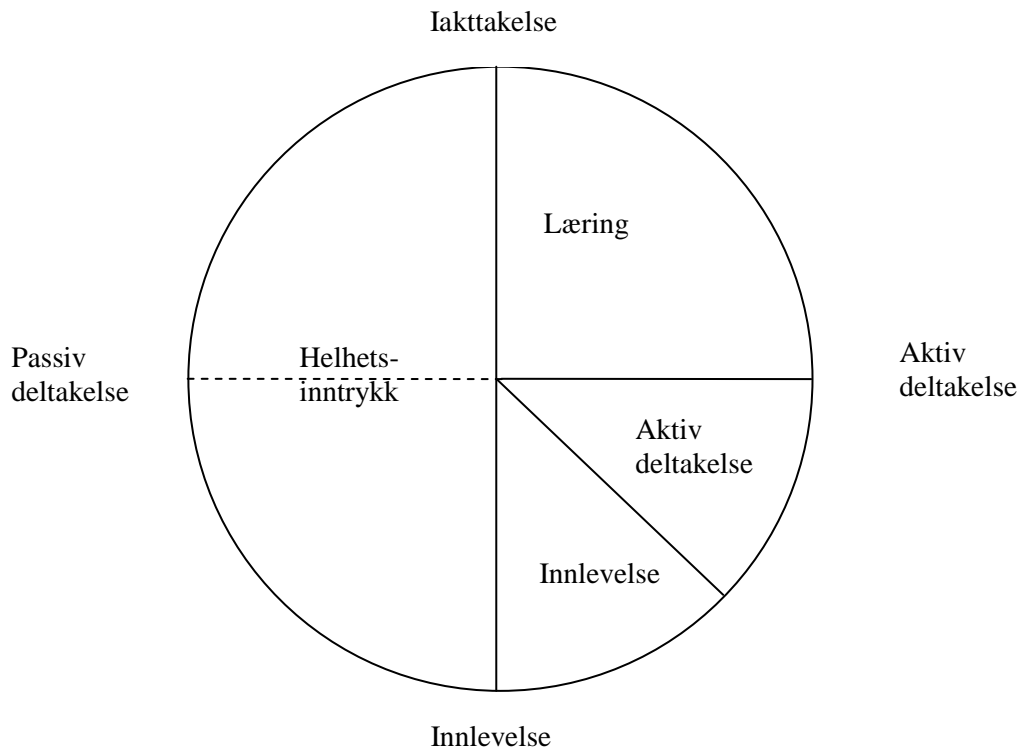 Iakttakelse
Læring
Passiv
deltakelse
Helhets-
inntrykk
Aktiv
deltakelse
Aktiv
deltakelse
Innlevelse
Innlevelse